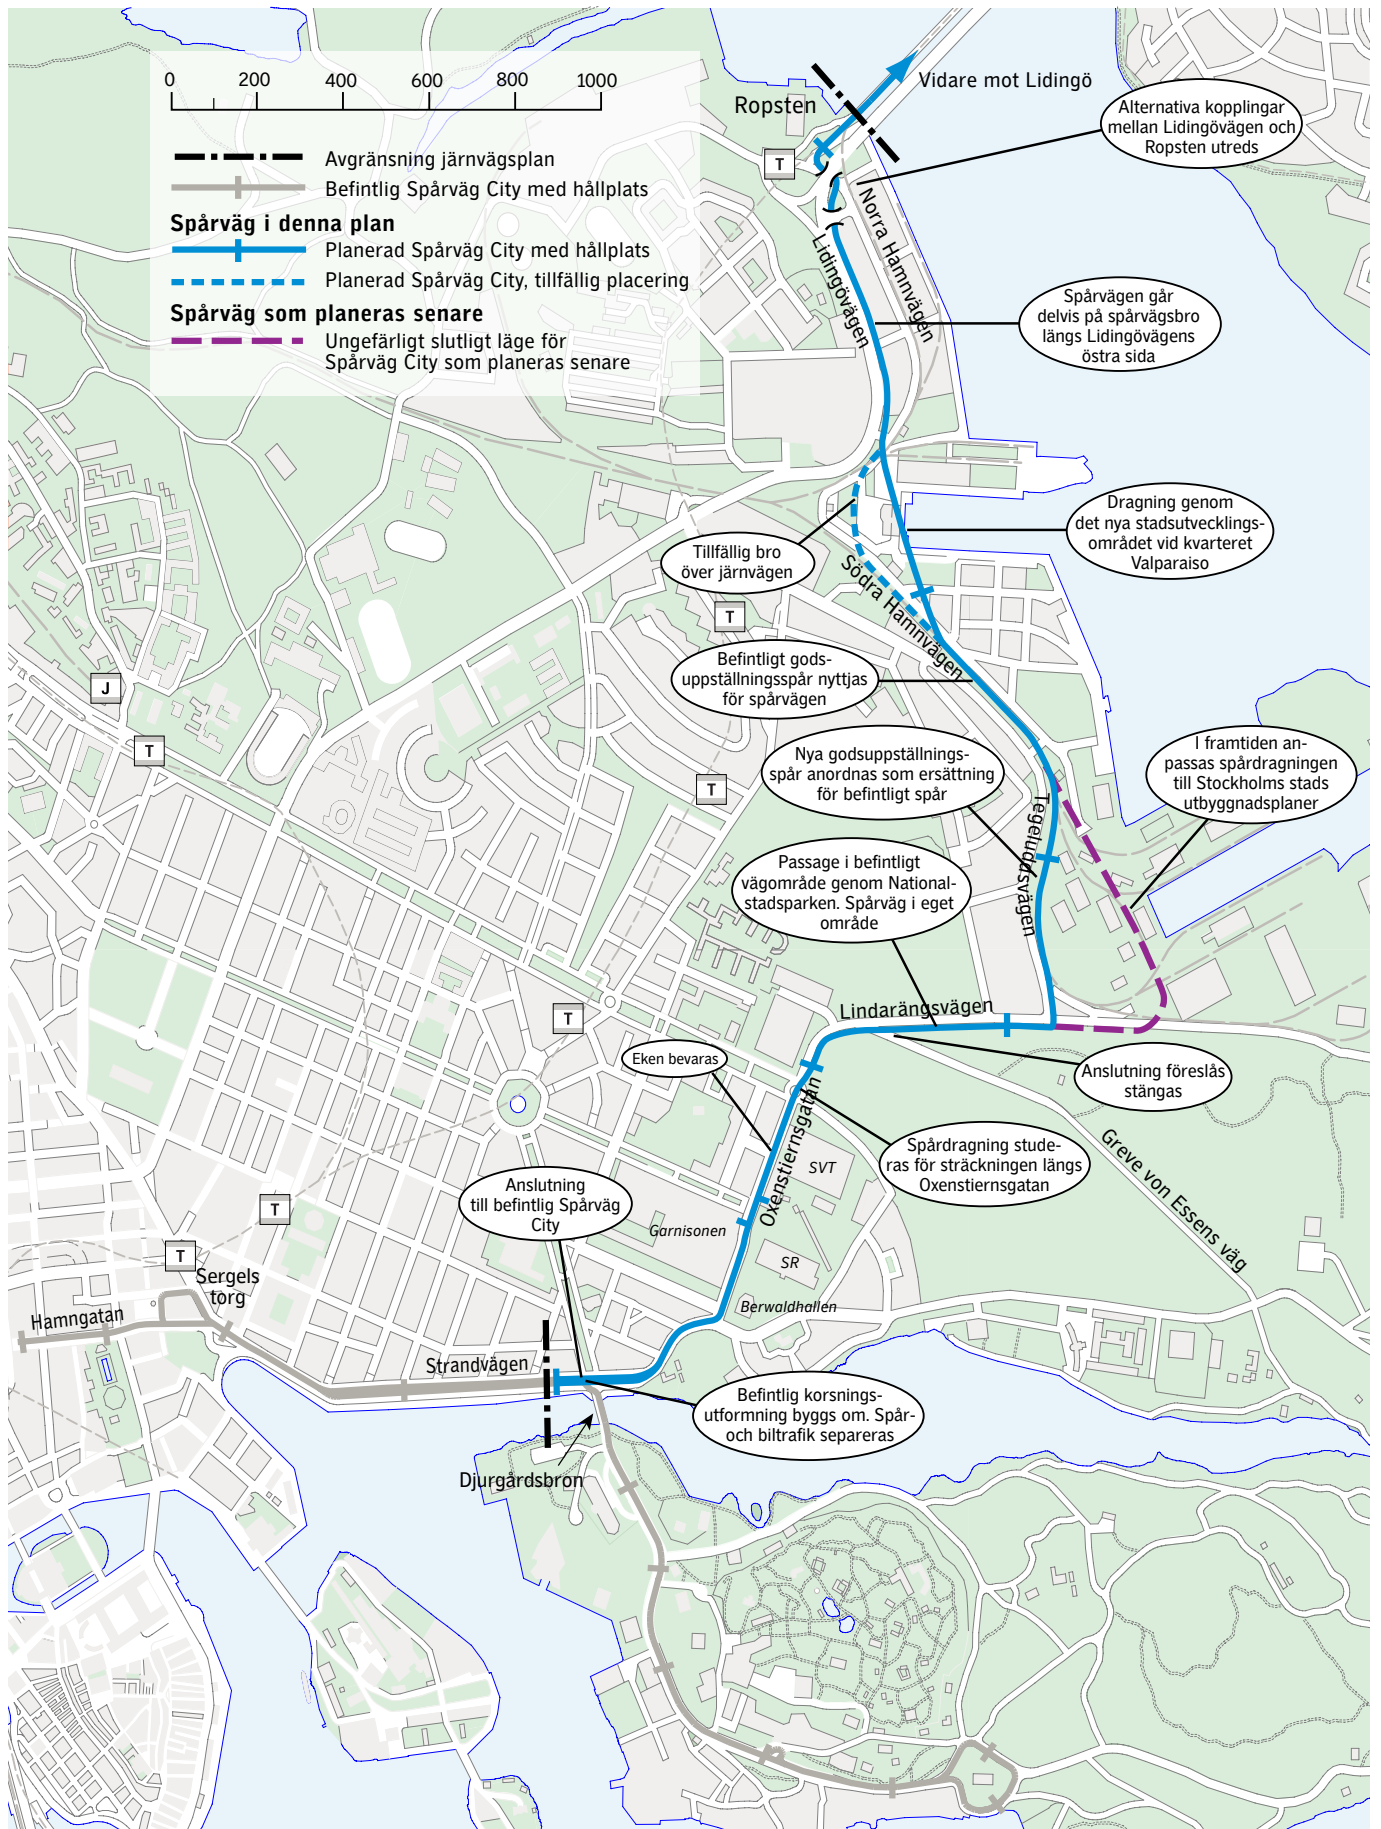 0 200 400 600 800 1000
Avgränsning järnvägsplan
Befintlig Spårväg City med hållplats
Spårväg i denna plan
Planerad Spårväg City med hållplats
Planerad Spårväg City, tillfällig placering
Spårväg som planeras senare
Ungefärligt slutligt läge för
Spårväg City som planeras senare
Ropsten
Vidare mot Lidingö
T
Alternativa kopplingar
mellan Lidingövägen och
Ropsten utreds
Norra Hamnvägen
Lidingövägen
Spårvägen går
delvis på spårvägsbro
längs Lidingövägens
östra sida
Dragning genom
det nya stadsutvecklings-
området vid kvarteret
Valparaiso
Tillfällig bro
över järnvägen
Södra Hamnvägen
T
Befintligt gods-
uppställningsspår nyttjas
för spårvägen
J
T
T
Nya godsuppställnings-
spår anordnas som ersättning
för befintligt spår
I framtiden an-
passas spårdragningen
till Stockholms stads
utbyggnadsplaner
Tegeluddsvägen
Passage i befintligt
vägområde genom National-
stadsparken. Spårväg i eget
område
Lindarängsvägen
T
Eken bevaras
Anslutning föreslås
stängas
Oxenstiernsgatan
Spårdragning stude-
ras för sträckningen längs
Oxenstiernsgatan
Greve von Essens väg
SVT
Anslutning
till befintlig Spårväg
City
Garnisonen
T
T
SR
Sergels
torg
Hamngatan
Berwaldhallen
Strandvägen
Befintlig korsnings-
utformning byggs om. Spår-
och biltrafik separeras
Djurgårdsbron